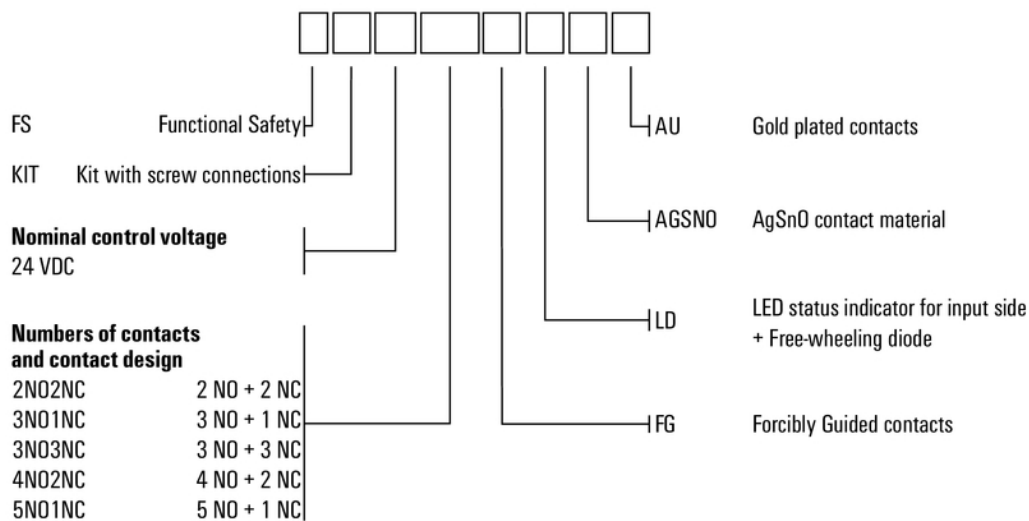 FS Functional Safety
KIT Kit with screw connections
Nominal control voltage
24 VDC
Numbers of contacts
and contact design
2NO2NC 2 NO + 2 NC
3NO1NC 3 NO + 1 NC
3NO3NC 3 NO + 3 NC
4NO2NC 4 NO + 2 NC
5NO1NC 5 NO + 1 NC
AU Gold plated contacts
AGSNO AgSnO contact material
LD LED status indicator for input side
+ Free-wheeling diode
FG Forcibly Guided contacts